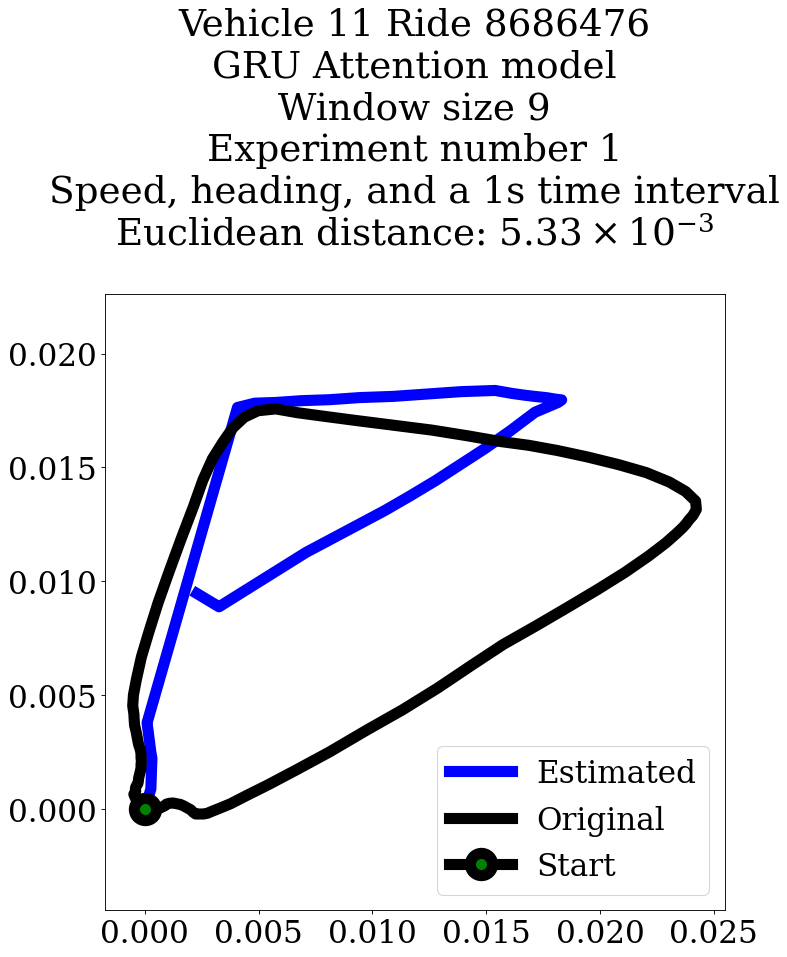 Vehicle 11 Ride 8686476
GRU Attention model
Window size 9
Experiment number 1
Speed, heading, and a 1s time interval
Euclidean distance: 5.33 × 10⁻³
0.020
0.015
0.010
0.005
0.000
Estimated
Original
Start
0.000 0.005 0.010 0.015 0.020 0.025